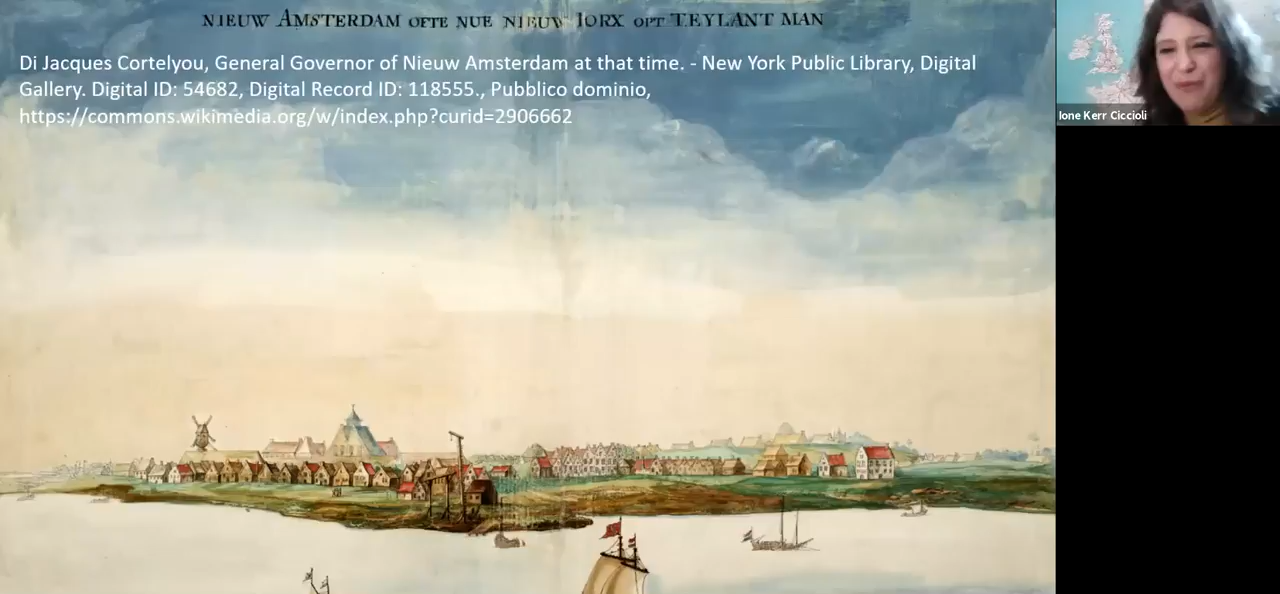 NIEUW AMSTERDAM OFTE NUE NIEUW IORX OPT TEYLANT MAN
Di Jacques Cortelyou, General Governor of Nieuw Amsterdam at that time. - New York Public Library, Digital
Gallery. Digital ID: 54682, Digital Record ID: 118555., Pubblico dominio,
https://commons.wikimedia.org/w/index.php?curid=2906662
Ione Kerr Ciccioli